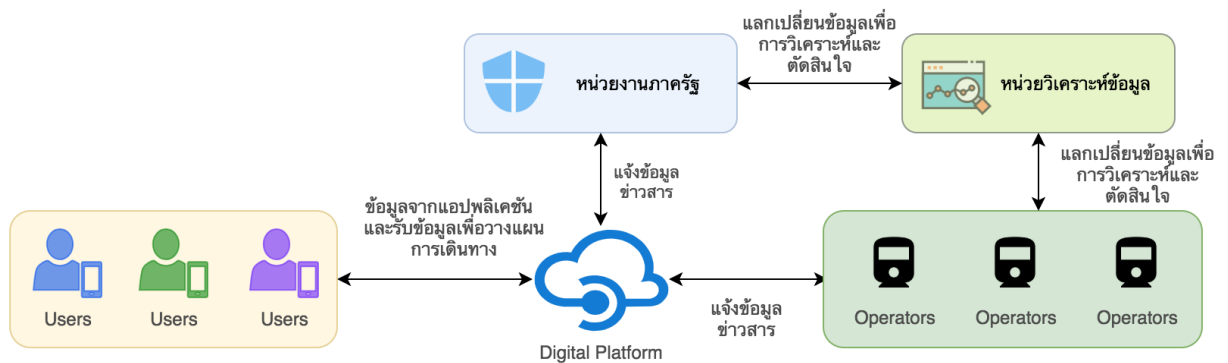 แลกเปลี่ยนข้อมูลเพื่อ
การวิเคราะห์และ
ตัดสินใจ
หน่วยงานภาครัฐ
หน่วยวิเคราะห์ข้อมูล
แจ้งข้อมูล
ข่าวสาร
แลกเปลี่ยนข้อมูลเพื่อ
การวิเคราะห์และ
ตัดสินใจ
ข้อมูลจากแอปพลิเคชัน
และรับข้อมูลเพื่อวางแผน
การเดินทาง
Users
Users
Users
แจ้งข้อมูล
ข่าวสาร
Operators
Operators
Operators
Digital Platform